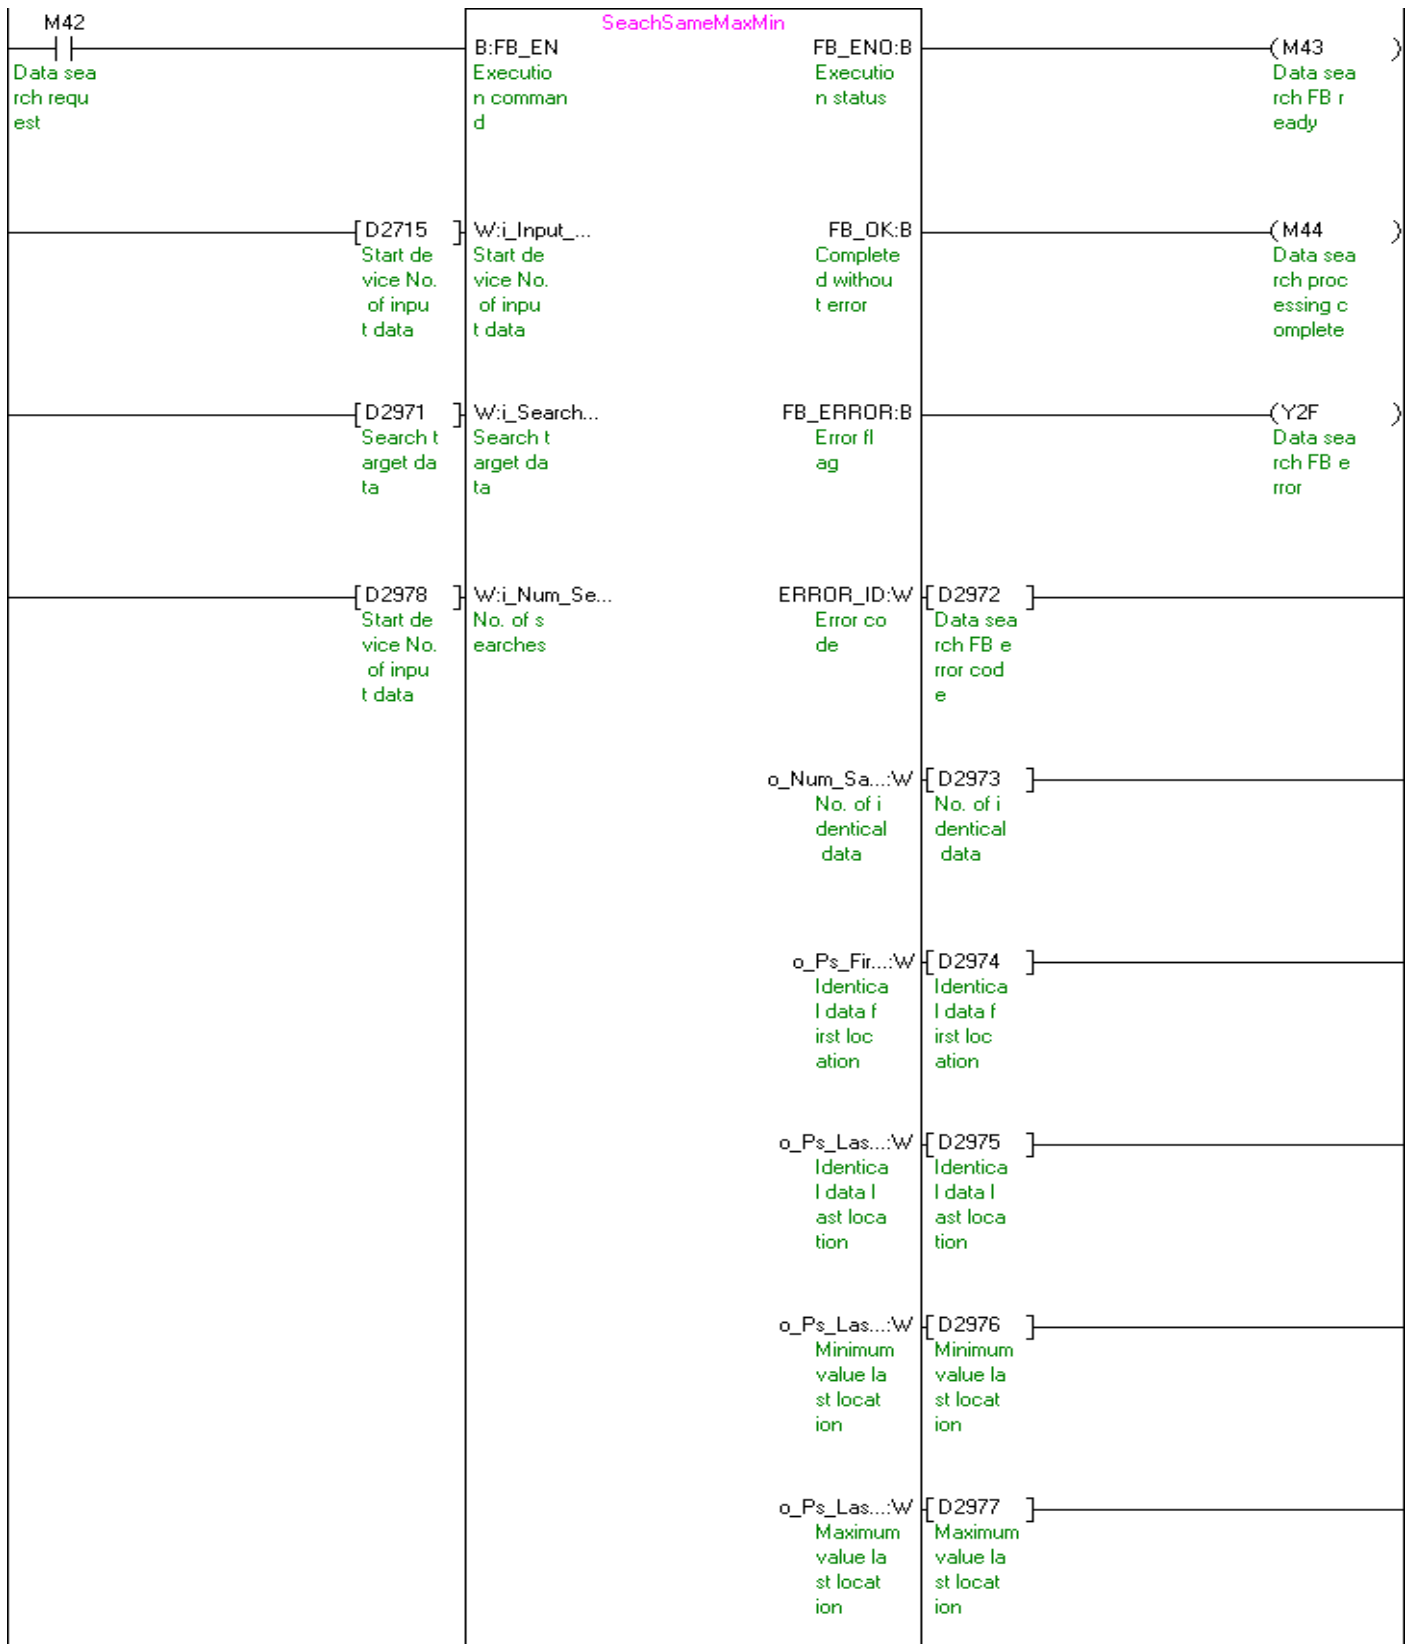 SeachSameMaxMin
M42
B:FB_EN
FB_ENO:B
(M43 )
Data sea
rch requ
est
Executio
n comman
d
Executio
n status
Data sea
rch FB r
eady
[D2715 ]
W:i_Input_...
FB_OK:B
(M44 )
Start de
vice No.
of inpu
t data
Start de
vice No.
of inpu
t data
Complete
d withou
t error
Data sea
rch proc
essing c
omplete
[D2971 ]
W:i_Search...
FB_ERROR:B
(Y2F )
Search t
arget da
ta
Search t
arget da
ta
Error fl
ag
Data sea
rch FB e
rror
[D2978 ]
W:i_Num_Se...
ERROR_ID:W
[D2972 ]
Start de
vice No.
of inpu
t data
No. of s
earches
Error co
de
Data sea
rch FB e
rror cod
e
o_Num_Sa...:W
[D2973 ]
No. of i
dentical
data
No. of i
dentical
data
o_Ps_Fir...:W
[D2974 ]
Identica
l data f
irst loc
ation
Identica
l data f
irst loc
ation
o_Ps_Las...:W
[D2975 ]
Identica
l data l
ast loca
tion
Identica
l data l
ast loca
tion
o_Ps_Las...:W
[D2976 ]
Minimum
value la
st locat
ion
Minimum
value la
st locat
ion
o_Ps_Las...:W
[D2977 ]
Maximum
value la
st locat
ion
Maximum
value la
st locat
ion